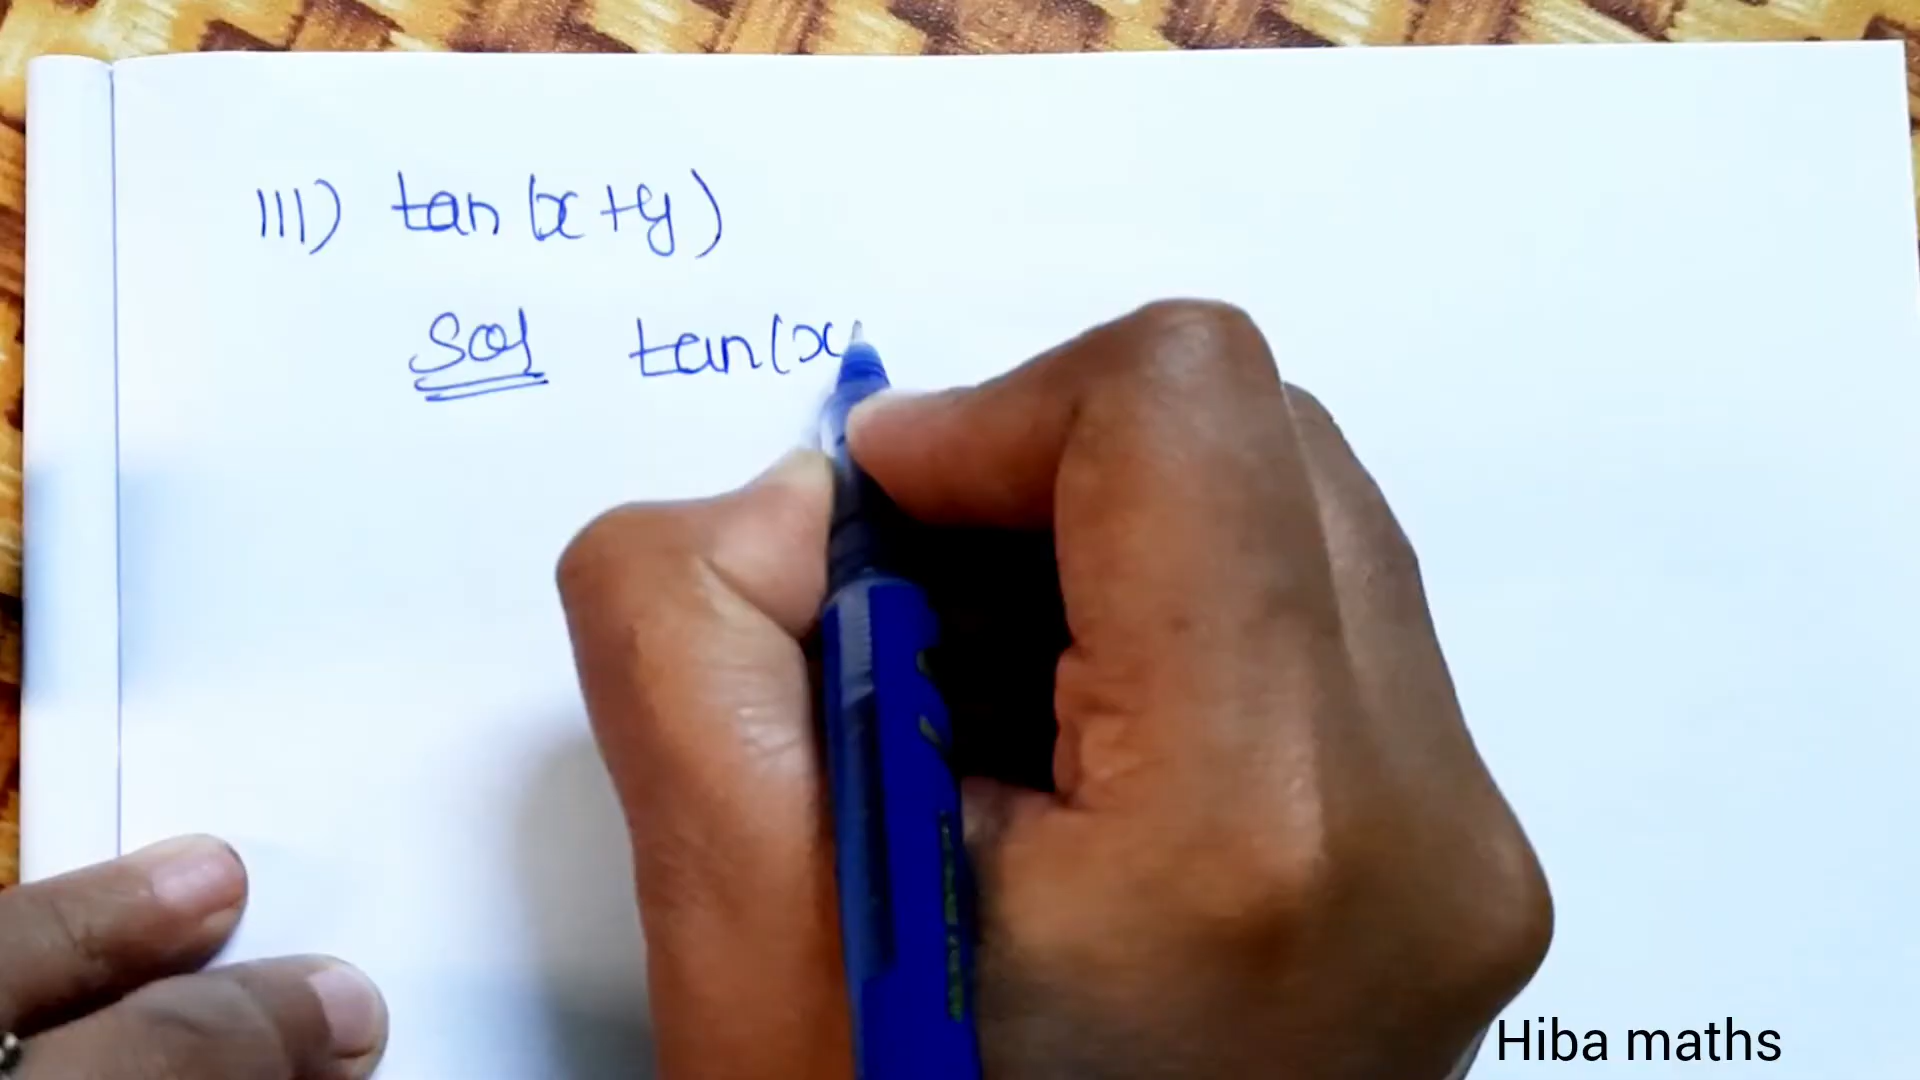 III) tan (x+y)
Sol tan(x
Hiba maths